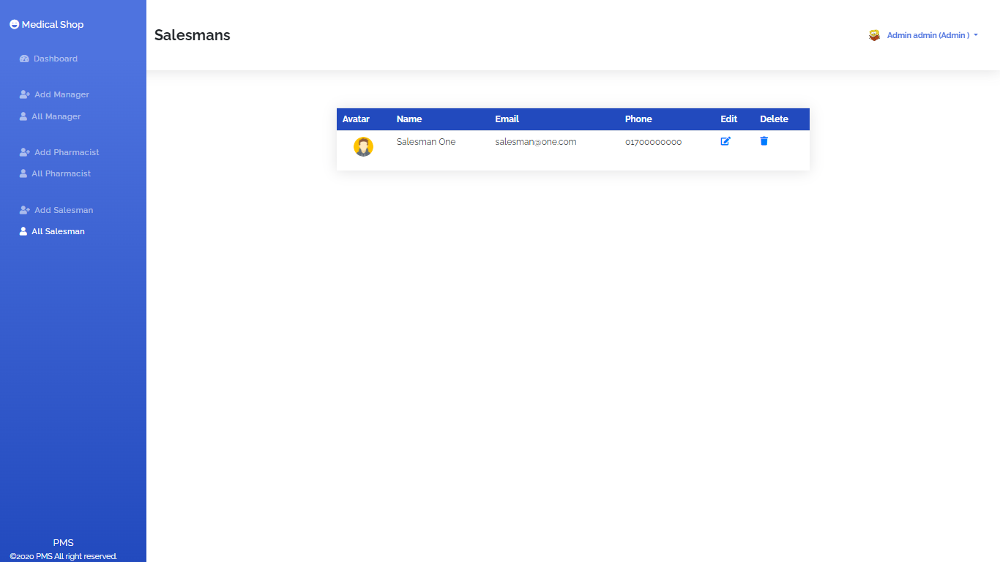 Medical Shop
Dashboard
Add Manager
All Manager
Add Pharmacist
All Pharmacist
Add Salesman
All Salesman
PMS
©2020 PMS All right reserved.
Salesmans
Admin admin (Admin )
Avatar Name Email Phone Edit Delete
Salesman One salesman@one.com 01700000000